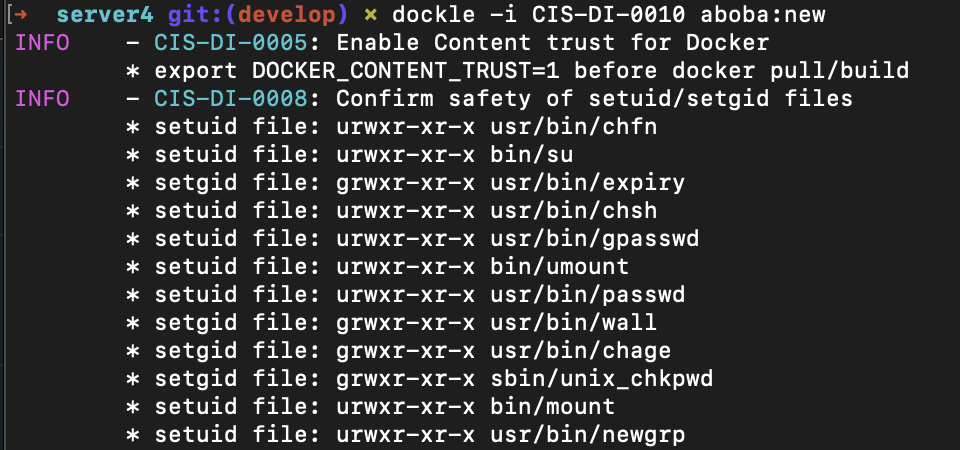 [➜ server4 git:(develop) × dockle -i CIS-DI-0010 aboba:new
INFO - CIS-DI-0005: Enable Content trust for Docker
* export DOCKER_CONTENT_TRUST=1 before docker pull/build
INFO - CIS-DI-0008: Confirm safety of setuid/setgid files
* setuid file: urwxr-xr-x usr/bin/chfn
* setuid file: urwxr-xr-x bin/su
* setgid file: grwxr-xr-x usr/bin/expiry
* setuid file: urwxr-xr-x usr/bin/chsh
* setuid file: urwxr-xr-x usr/bin/gpasswd
* setuid file: urwxr-xr-x bin/umount
* setuid file: urwxr-xr-x usr/bin/passwd
* setgid file: grwxr-xr-x usr/bin/wall
* setgid file: grwxr-xr-x usr/bin/chage
* setgid file: grwxr-xr-x sbin/unix_chkpwd
* setuid file: urwxr-xr-x bin/mount
* setuid file: urwxr-xr-x usr/bin/newgrp